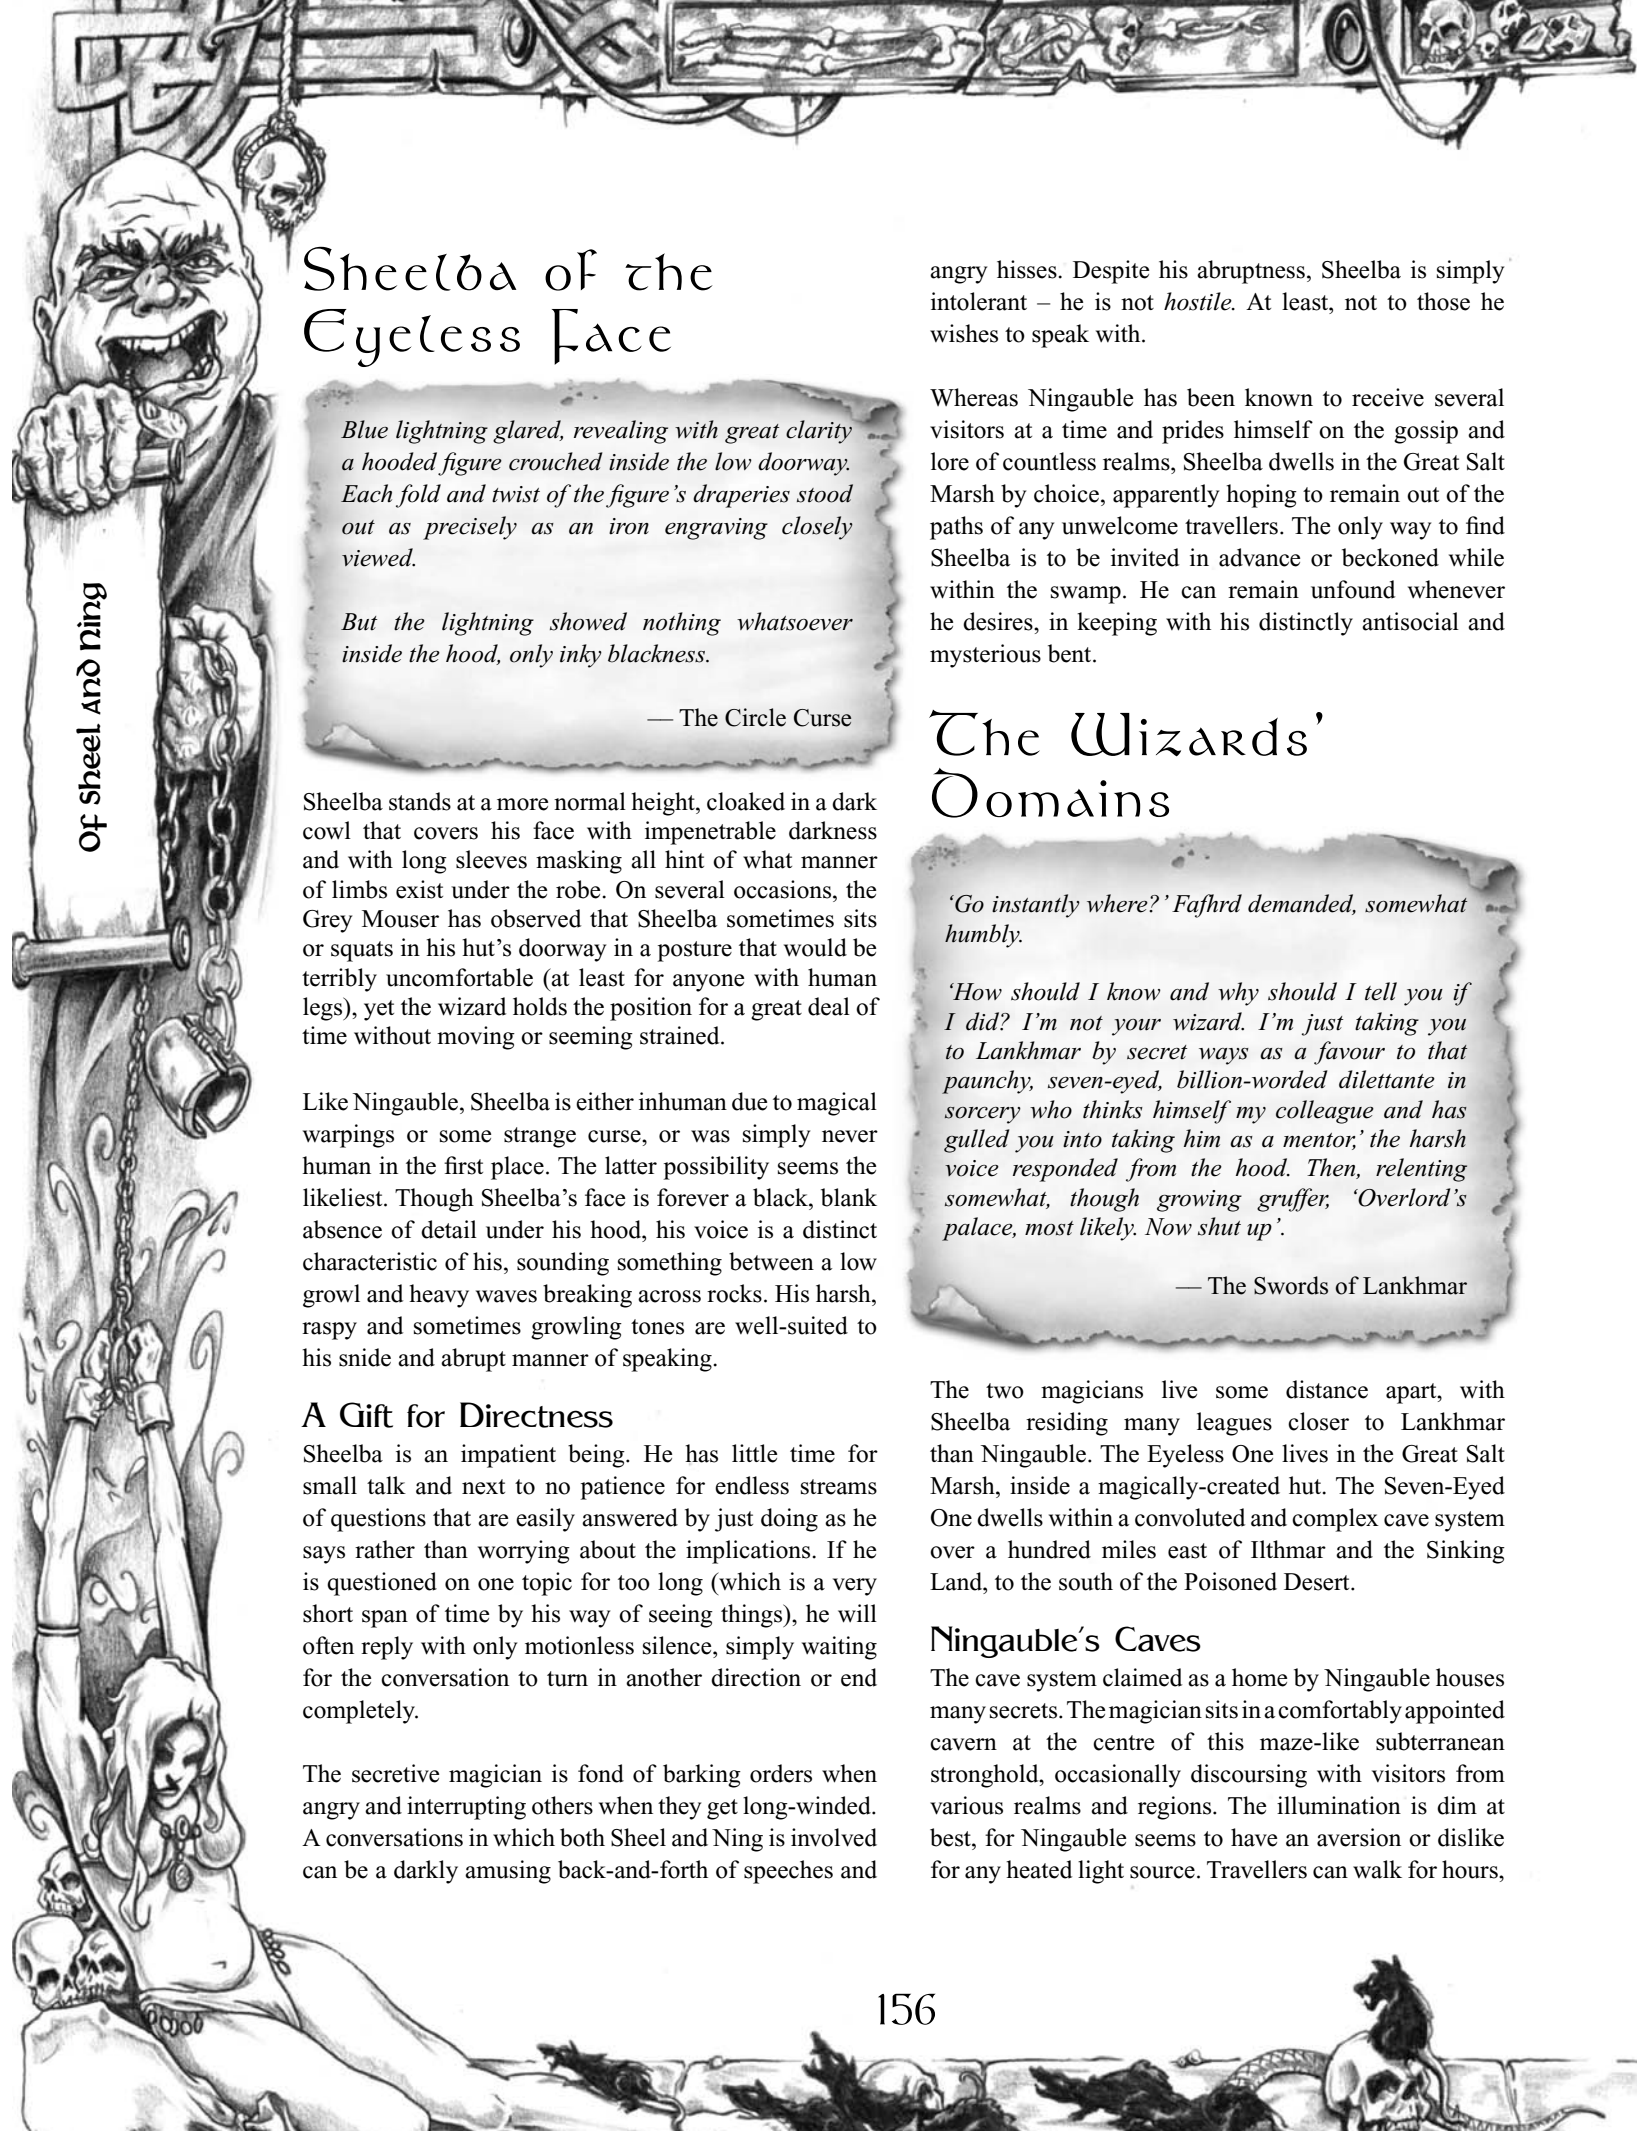 Of Sheel And Ning
Sheelba of the
Eyeless Face
Blue lightning glared, revealing with great clarity
a hooded figure crouched inside the low doorway.
Each fold and twist of the figure's draperies stood
out as precisely as an iron engraving closely
viewed.
But the lightning showed nothing whatsoever
inside the hood, only inky blackness.
— The Circle Curse
Sheelba stands at a more normal height, cloaked in a dark
cowl that covers his face with impenetrable darkness
and with long sleeves masking all hint of what manner
of limbs exist under the robe. On several occasions, the
Grey Mouser has observed that Sheelba sometimes sits
or squats in his hut's doorway in a posture that would be
terribly uncomfortable (at least for anyone with human
legs), yet the wizard holds the position for a great deal of
time without moving or seeming strained.
Like Ningauble, Sheelba is either inhuman due to magical
warpings or some strange curse, or was simply never
human in the first place. The latter possibility seems the
likeliest. Though Sheelba's face is forever a black, blank
absence of detail under his hood, his voice is a distinct
characteristic of his, sounding something between a low
growl and heavy waves breaking across rocks. His harsh,
raspy and sometimes growling tones are well-suited to
his snide and abrupt manner of speaking.
A Gift for Directness
Sheelba is an impatient being. He has little time for
small talk and next to no patience for endless streams
of questions that are easily answered by just doing as he
says rather than worrying about the implications. If he
is questioned on one topic for too long (which is a very
short span of time by his way of seeing things), he will
often reply with only motionless silence, simply waiting
for the conversation to turn in another direction or end
completely.
The secretive magician is fond of barking orders when
angry and interrupting others when they get long-winded.
A conversations in which both Sheel and Ning is involved
can be a darkly amusing back-and-forth of speeches and
angry hisses. Despite his abruptness, Sheelba is simply
intolerant – he is not hostile. At least, not to those he
wishes to speak with.
Whereas Ningauble has been known to receive several
visitors at a time and prides himself on the gossip and
lore of countless realms, Sheelba dwells in the Great Salt
Marsh by choice, apparently hoping to remain out of the
paths of any unwelcome travellers. The only way to find
Sheelba is to be invited in advance or beckoned while
within the swamp. He can remain unfound whenever
he desires, in keeping with his distinctly antisocial and
mysterious bent.
The Wizards'
Domains
'Go instantly where?' Fafhrd demanded, somewhat
humbly.
'How should I know and why should I tell you if
I did? I'm not your wizard. I'm just taking you
to Lankhmar by secret ways as a favour to that
paunchy, seven-eyed, billion-worded dilettante in
sorcery who thinks himself my colleague and has
gulled you into taking him as a mentor,' the harsh
voice responded from the hood. Then, relenting
somewhat, though growing gruffer, 'Overlord's
palace, most likely. Now shut up'.
— The Swords of Lankhmar
The two magicians live some distance apart, with
Sheelba residing many leagues closer to Lankhmar
than Ningauble. The Eyeless One lives in the Great Salt
Marsh, inside a magically-created hut. The Seven-Eyed
One dwells within a convoluted and complex cave system
over a hundred miles east of Ilthmar and the Sinking
Land, to the south of the Poisoned Desert.
Ningauble's Caves
The cave system claimed as a home by Ningauble houses
many secrets. The magician sits in a comfortably appointed
cavern at the centre of this maze-like subterranean
stronghold, occasionally discoursing with visitors from
various realms and regions. The illumination is dim at
best, for Ningauble seems to have an aversion or dislike
for any heated light source. Travellers can walk for hours,
156